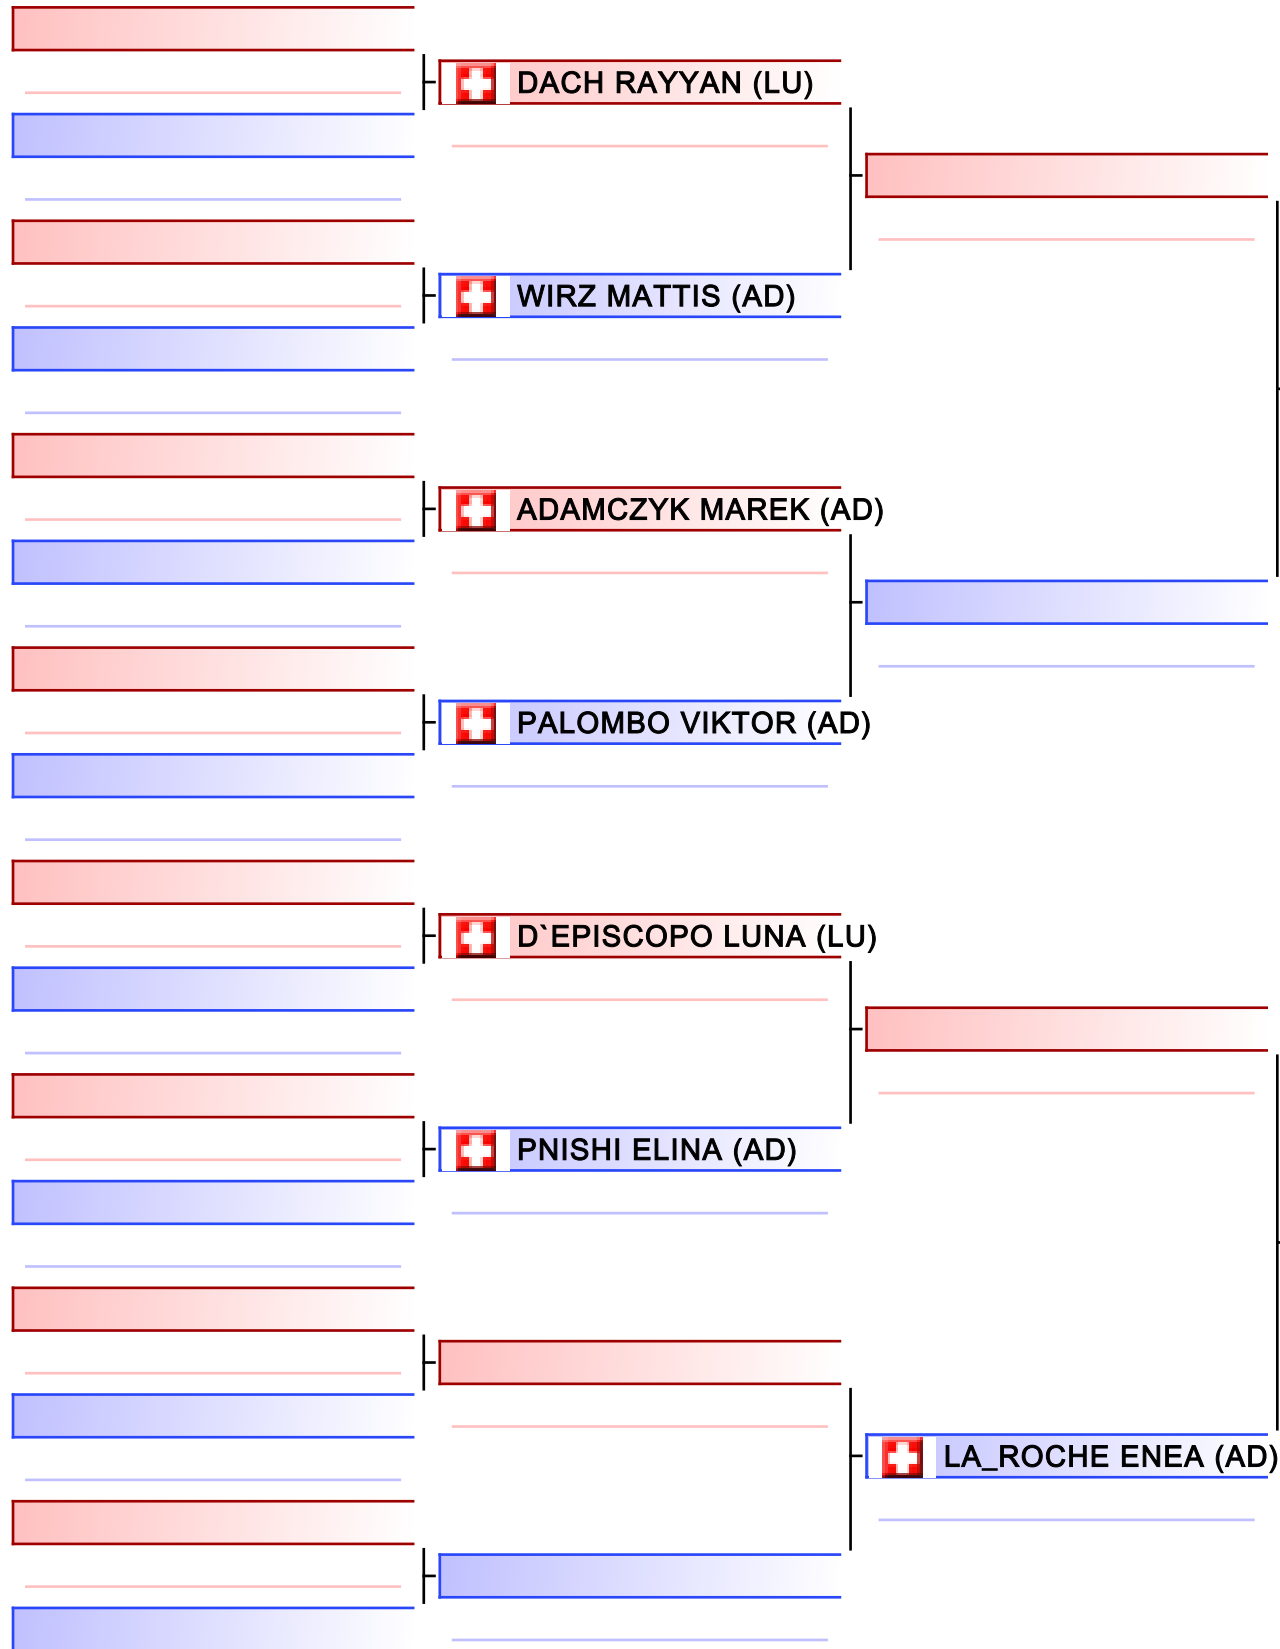 DACH RAYYAN (LU)
WIRZ MATTIS (AD)
ADAMCZYK MAREK (AD)
PALOMBO VIKTOR (AD)
D`EPISCOPO LUNA (LU)
PNISHI ELINA (AD)
LA_ROCHE ENEA (AD)